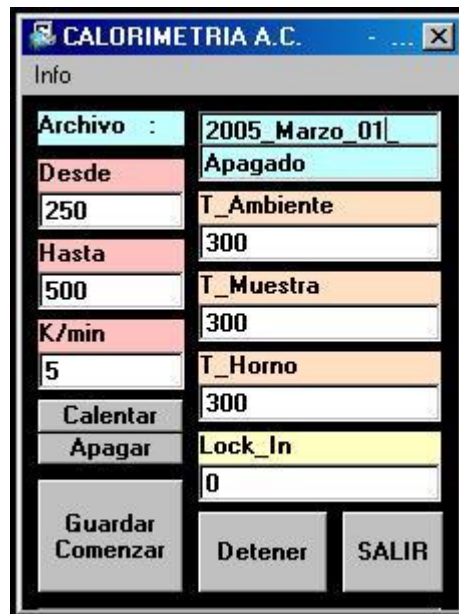 CALORIMETRIA A.C. - ...
Info
Archivo :
2005_Marzo_01_
Apagado
Desde
250
Hasta
500
K/min
5
Calentar
Apagar
Guardar
Comenzar
T_Ambiente
300
T_Muestra
300
T_Horno
300
Lock_In
0
Detener
SALIR